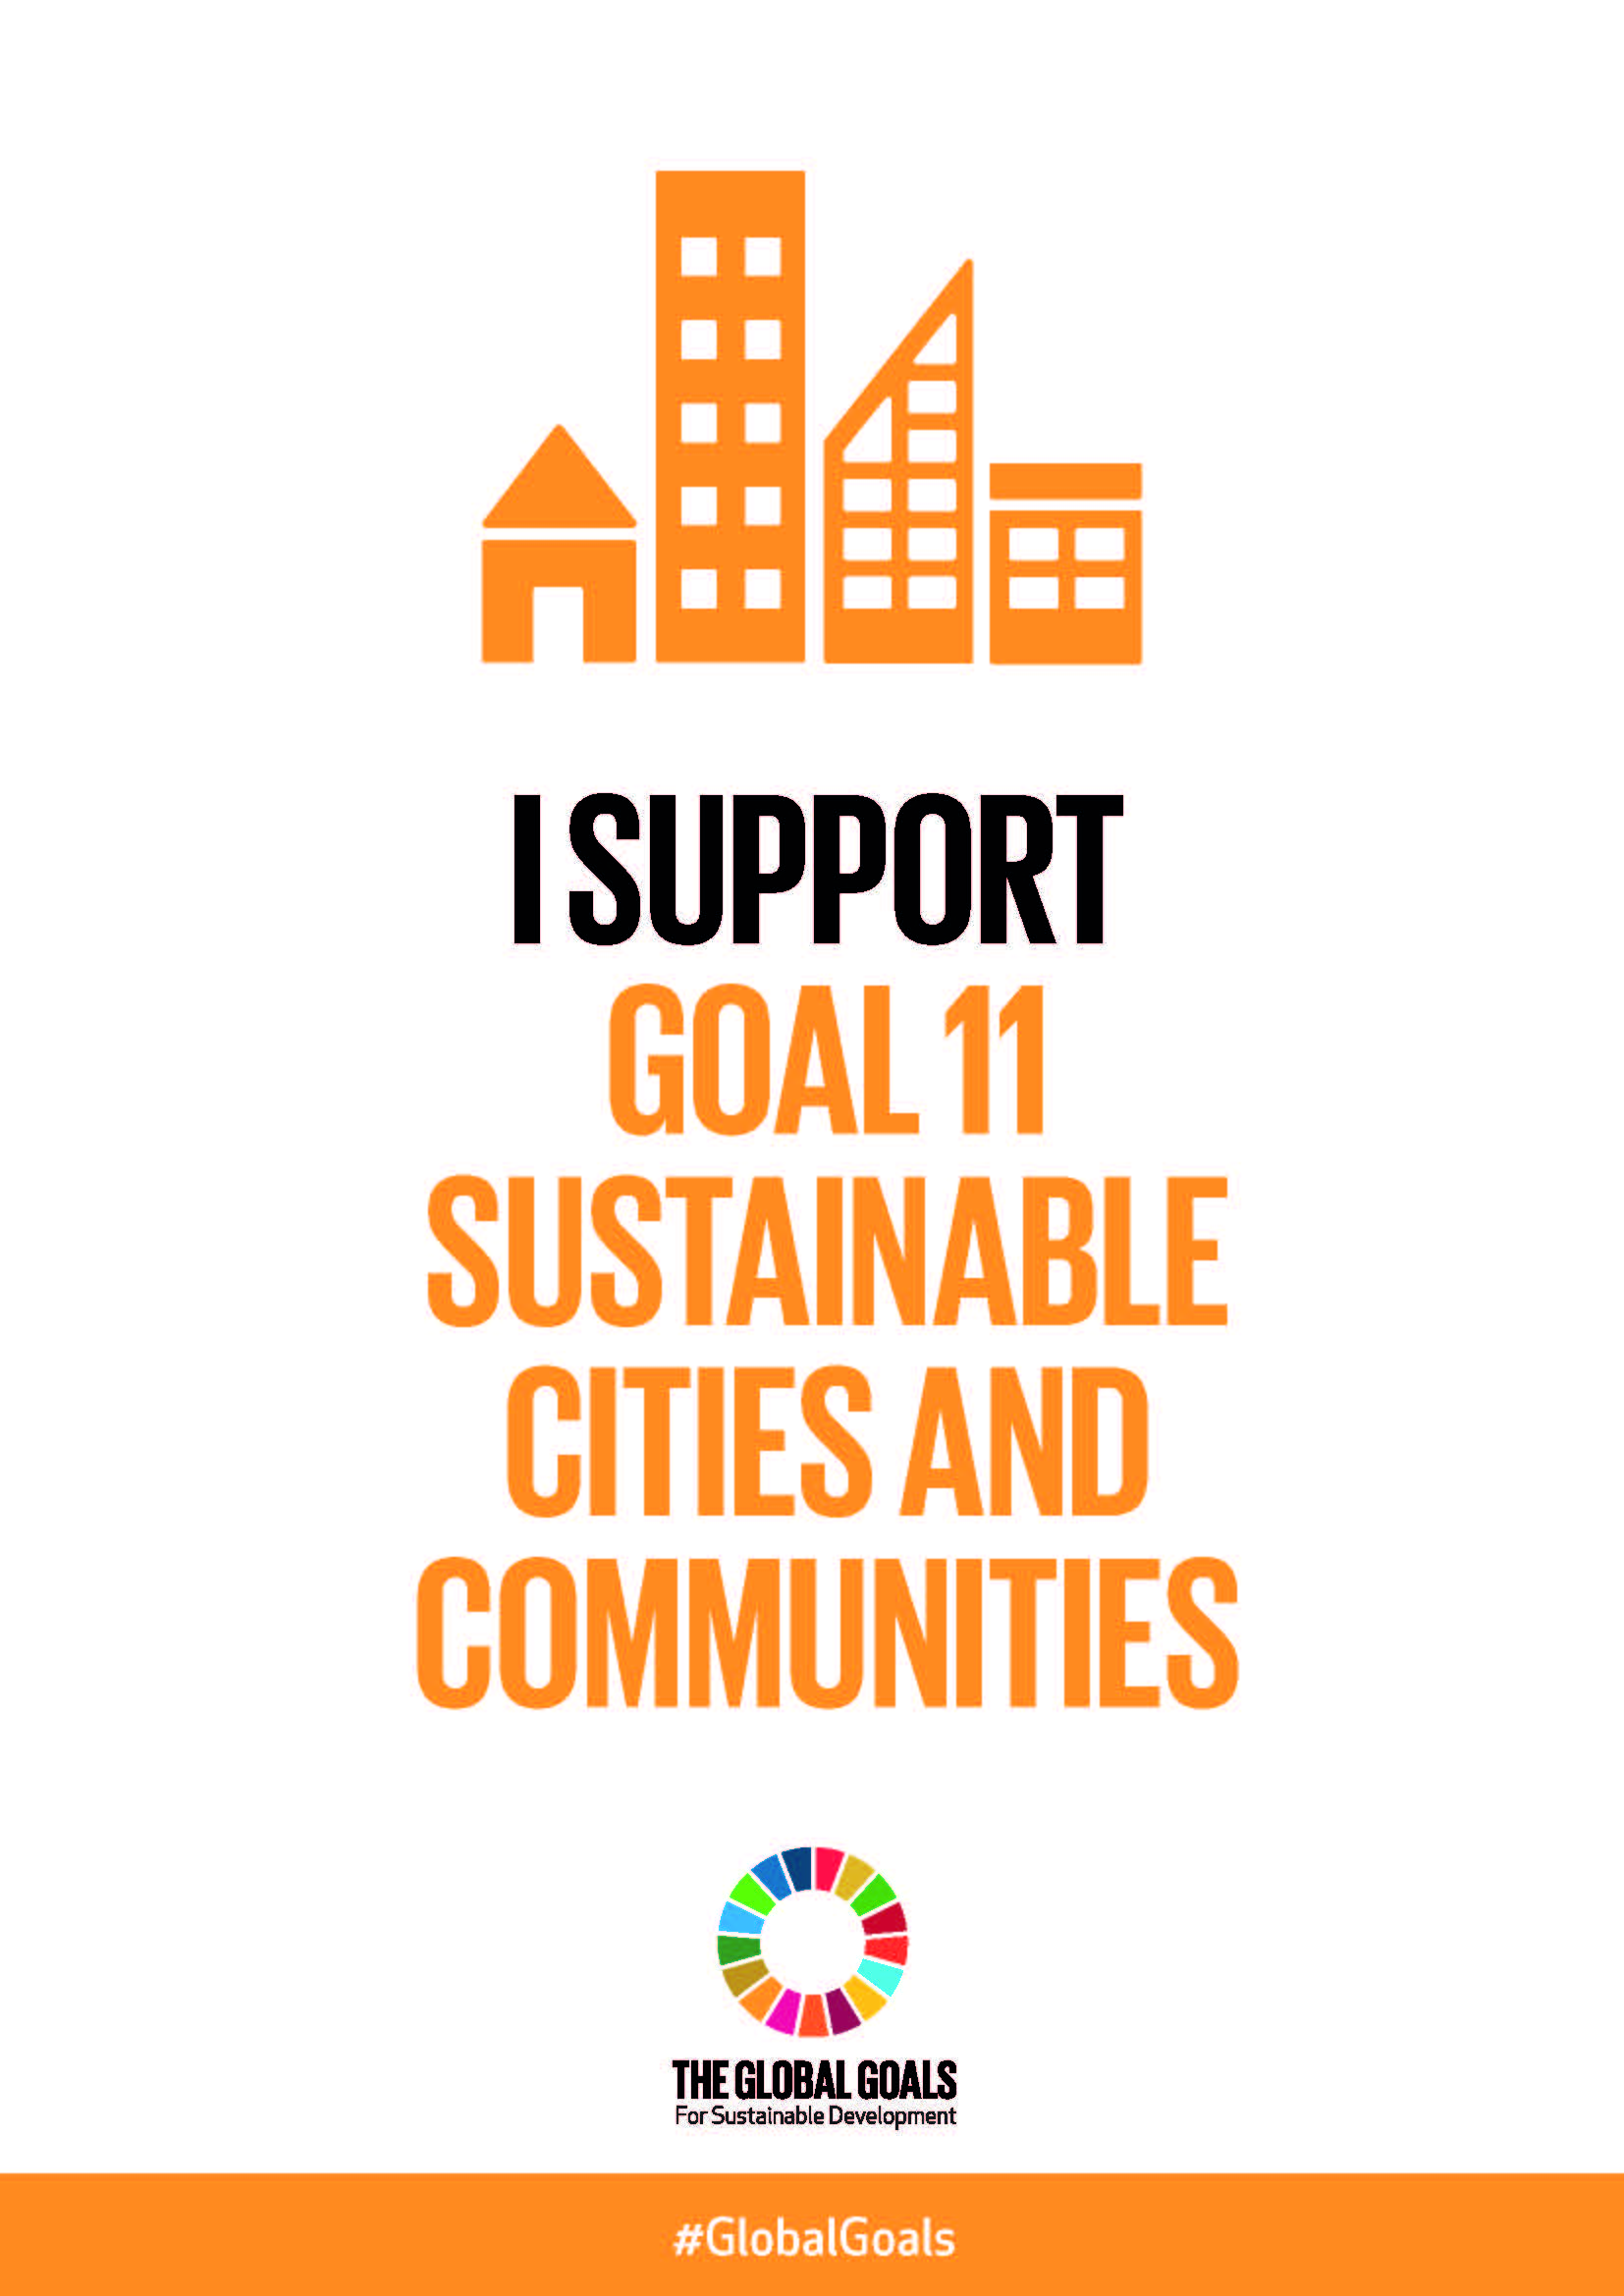 I SUPPORT
GOAL 11
SUSTAINABLE
CITIES AND
COMMUNITIES
THE GLOBAL GOALS
For Sustainable Development
#GlobalGoals